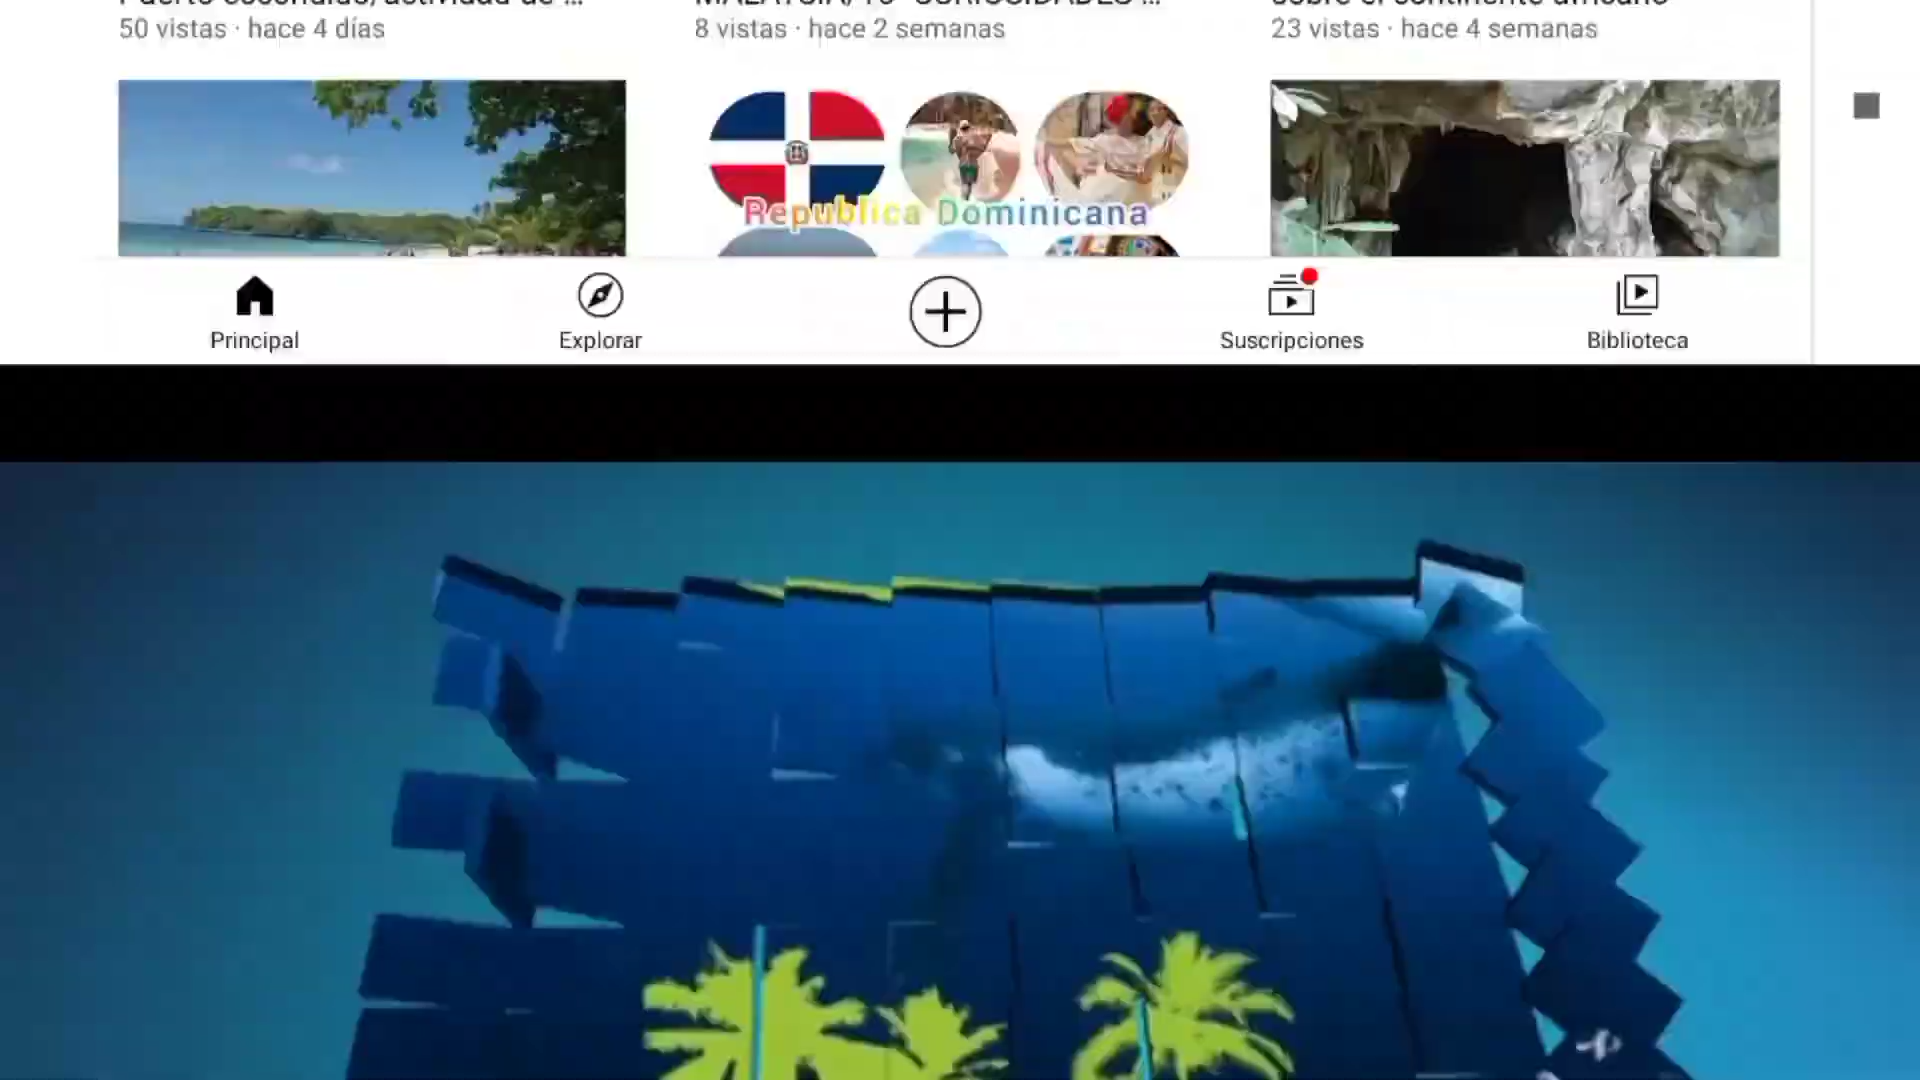 50 vistas · hace 4 días
8 vistas · hace 2 semanas
23 vistas · hace 4 semanas
Republica Dominicana
Principal
Explorar
Suscripciones
Biblioteca